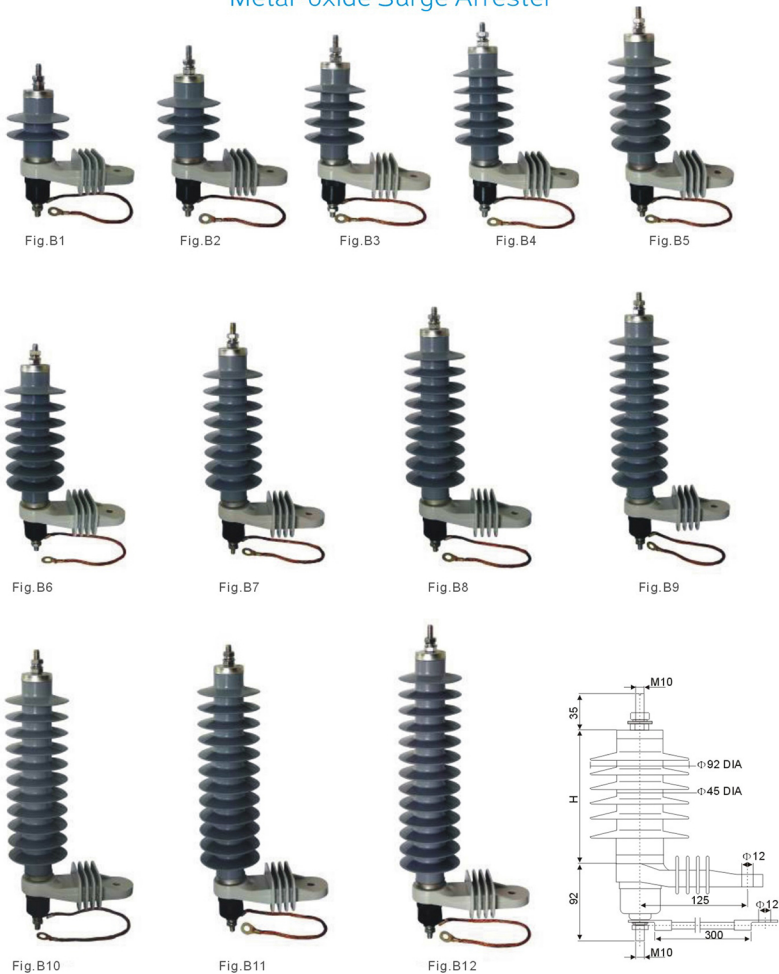 Metal-oxide Surge Arrester
Fig.B1
Fig.B2
Fig.B3
Fig.B4
Fig.B5
Fig.B6
Fig.B7
Fig.B8
Fig.B9
Fig.B10
Fig.B11
Fig.B12
M10
35
Φ92 DIA
Φ45 DIA
H
Φ12
125
92
Φ12
300
M10